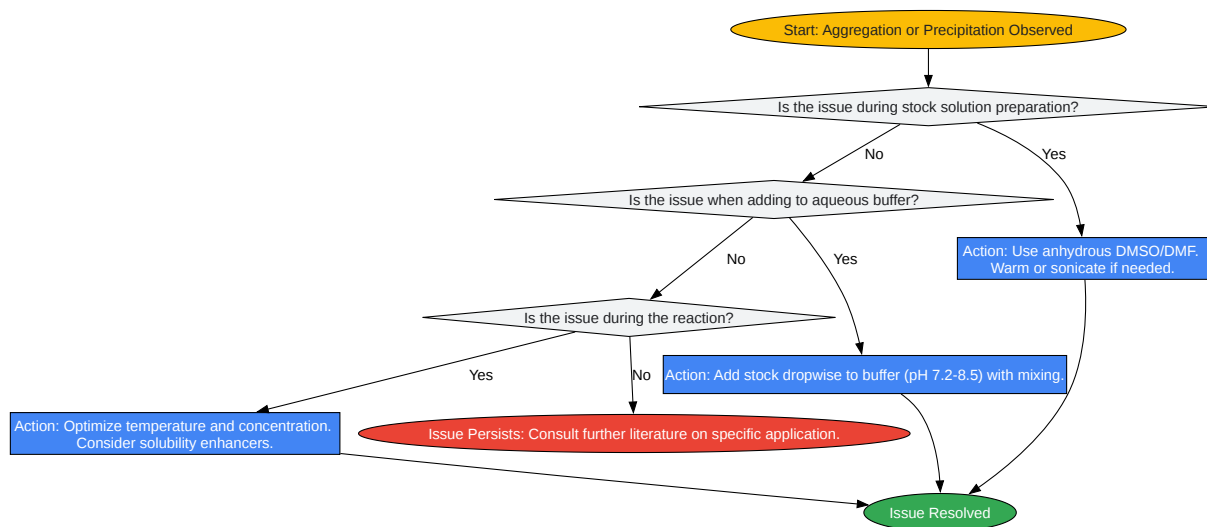 Start: Aggregation or Precipitation Observed
Is the issue during stock solution preparation?
No
Yes
Is the issue when adding to aqueous buffer?
Action: Use anhydrous DMSO/DMF.
Warm or sonicate if needed.
No
Yes
Is the issue during the reaction?
Yes
No
Action: Add stock dropwise to buffer (pH 7.2-8.5) with mixing.
Action: Optimize temperature and concentration.
Consider solubility enhancers.
Issue Persists: Consult further literature on specific application.
Issue Resolved